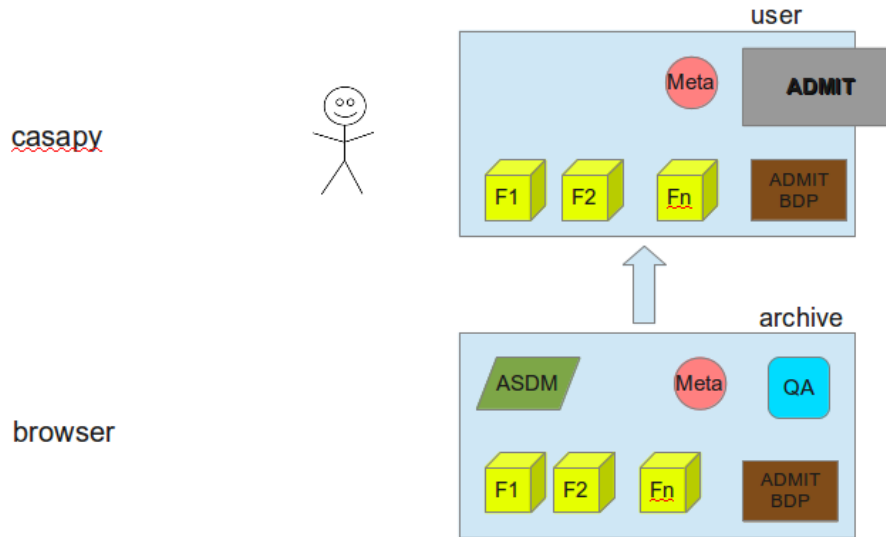 user
Meta
ADMIT
casapy
F1
F2
Fn
ADMIT
BDP
archive
ASDM
Meta
QA
browser
F1
F2
Fn
ADMIT
BDP